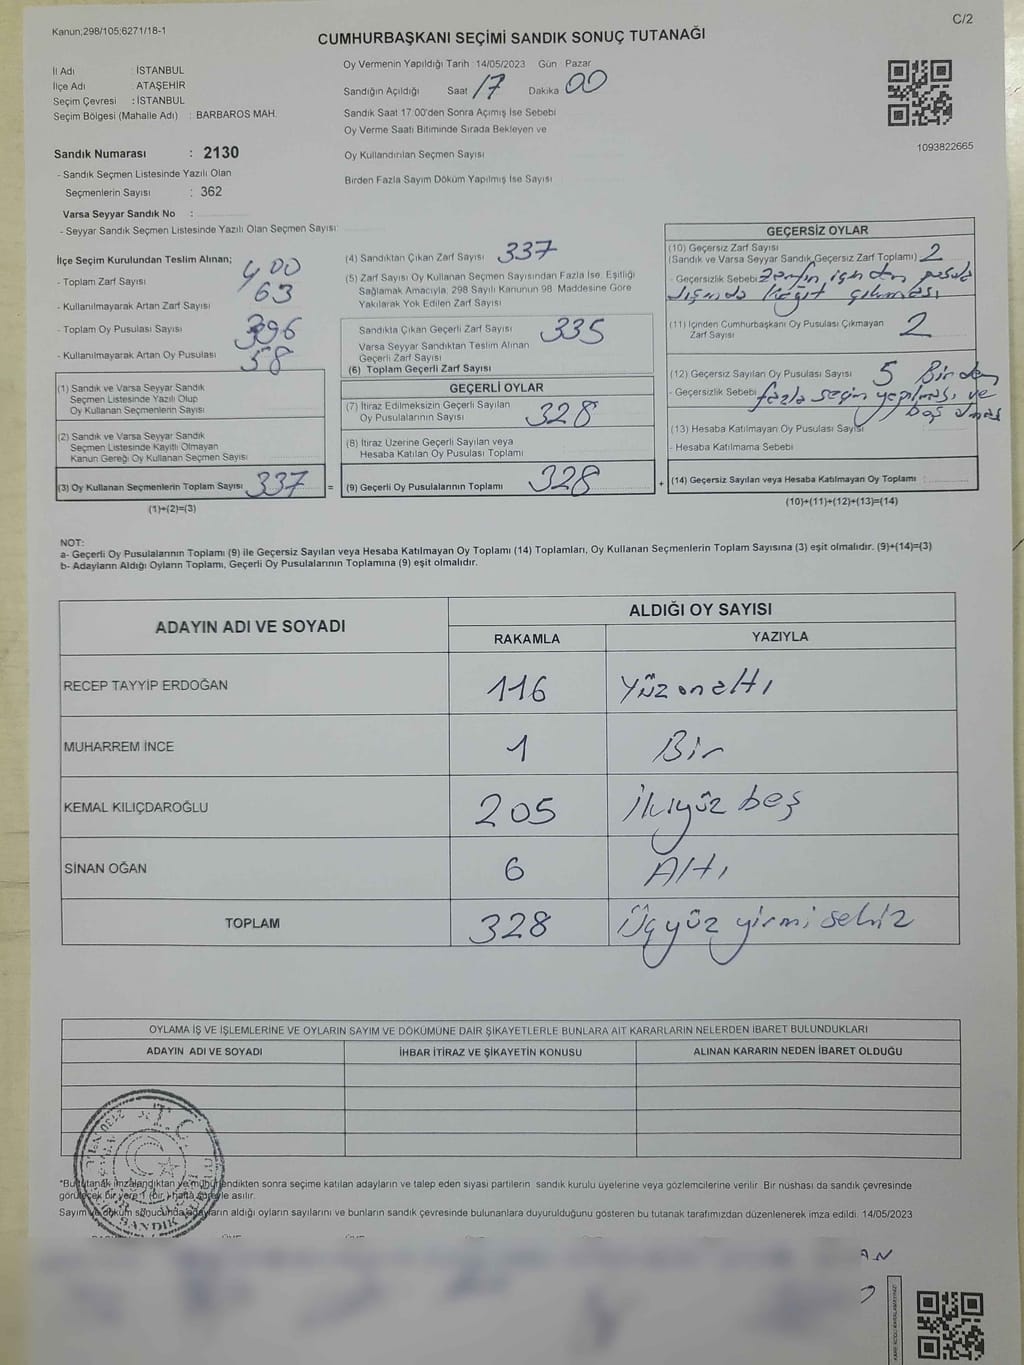 Kanun;298/105;6271/18-1
C/2
CUMHURBAŞKANI SEÇİMİ SANDIK SONUÇ TUTANAĞI
İl Adı : İSTANBUL
İlçe Adı : ATAŞEHİR
Seçim Çevresi : İSTANBUL
Seçim Bölgesi (Mahalle Adı) : BARBAROS MAH.
Sandık Numarası : 2130
- Sandık Seçmen Listesinde Yazılı Olan
Seçmenlerin Sayısı : 362
Varsa Seyyar Sandık No :
- Seyyar Sandık Seçmen Listesinde Yazılı Olan Seçmen Sayısı:
Oy Vermenin Yapıldığı Tarih : 14/05/2023 Gün Pazar
Sandığın Açıldığı Saat 17 Dakika 00
Sandık Saat 17.00'den Sonra Açımış İse Sebebi
Oy Verme Saati Bitiminde Sırada Bekleyen ve
Oy Kullandırılan Seçmen Sayısı
Birden Fazla Sayım Döküm Yapılmış İse Sayısı
1093822665
İlçe Seçim Kurulundan Teslim Alınan;
- Toplam Zarf Sayısı 400
- Kullanılmayarak Artan Zarf Sayısı 63
- Toplam Oy Pusulası Sayısı 396
- Kullanılmayarak Artan Oy Pusulası 58
(1) Sandık ve Varsa Seyyar Sandık
Seçmen Listesinde Yazılı Olup
Oy Kullanan Seçmenlerin Sayısı
(2) Sandık ve Varsa Seyyar Sandık
Seçmen Listesinde Kayıtlı Olmayan
Kanun Gereği Oy Kullanan Seçmen Sayısı
(3) Oy Kullanan Seçmenlerin Toplam Sayısı 337 =
(1)+(2)=(3)
(4) Sandıktan Çıkan Zarf Sayısı 337
(5) Zarf Sayısı Oy Kullanan Seçmen Sayısından Fazla İse, Eşitliği
Sağlamak Amacıyla, 298 Sayılı Kanunun 98. Maddesine Göre
Yakılarak Yok Edilen Zarf Sayısı
Sandıkta Çıkan Geçerli Zarf Sayısı 335
Varsa Seyyar Sandıktan Teslim Alınan
Geçerli Zarf Sayısı
(6) Toplam Geçerli Zarf Sayısı
GEÇERLİ OYLAR
(7) İtiraz Edilmeksizin Geçerli Sayılan
Oy Pusulalarının Sayısı 328
(8) İtiraz Üzerine Geçerli Sayılan veya
Hesaba Katılan Oy Pusulası Toplamı
(9) Geçerli Oy Pusulalarının Toplamı 328 +
GEÇERSİZ OYLAR
(10) Geçersiz Zarf Sayısı
(Sandık ve Varsa Seyyar Sandık Geçersiz Zarf Toplamı) 2
- Geçersizlik Sebebi Zarfın içinden pusula
dışında kağıt çıkması
(11) İçinden Cumhurbaşkanı Oy Pusulası Çıkmayan
Zarf Sayısı 2
(12) Geçersiz Sayılan Oy Pusulası Sayısı 5 Birden
- Geçersizlik Sebebi fazla seçim yapılması ve
boş olması
(13) Hesaba Katılmayan Oy Pusulası Sayısı
- Hesaba Katılmama Sebebi
(14) Geçersiz Sayılan veya Hesaba Katılmayan Oy Toplamı :
(10)+(11)+(12)+(13)=(14)
NOT:
a- Geçerli Oy Pusulalarının Toplamı (9) ile Geçersiz Sayılan veya Hesaba Katılmayan Oy Toplamı (14) Toplamları, Oy Kullanan Seçmenlerin Toplam Sayısına (3) eşit olmalıdır. (9)+(14)=(3)
b- Adayların Aldığı Oyların Toplamı, Geçerli Oy Pusulalarının Toplamına (9) eşit olmalıdır.
ADAYIN ADI VE SOYADI
ALDIĞI OY SAYISI
RAKAMLA YAZIYLA
RECEP TAYYİP ERDOĞAN 116 Yüz on altı
MUHARREM İNCE 1 Bir
KEMAL KILIÇDAROĞLU 205 İkiyüz beş
SİNAN OĞAN 6 Altı
TOPLAM 328 Üçyüz yirmi sekiz
OYLAMA İŞ VE İŞLEMLERİNE VE OYLARIN SAYIM VE DÖKÜMÜNE DAİR ŞİKAYETLERLE BUNLARA AİT KARARLARIN NELERDEN İBARET BULUNDUKLARI
ADAYIN ADI VE SOYADI İHBAR İTİRAZ VE ŞİKAYETİN KONUSU ALINAN KARARIN NEDEN İBARET OLDUĞU
T.C.
SANDIK
*Bu tutanak imzalandıktan ve mühürlendikten sonra seçime katılan adayların ve talep eden siyasi partilerin sandık kurulu üyelerine veya gözlemcilerine verilir. Bir nüshası da sandık çevresinde
görülecek bir yere 1 (bir ) hafta süreyle asılır.
Sayım ve döküm sonucunda adayların aldığı oyların sayılarını ve bunların sandık çevresinde bulunanlara duyurulduğunu gösteren bu tutanak tarafımızdan düzenlenerek imza edildi. 14/05/2023